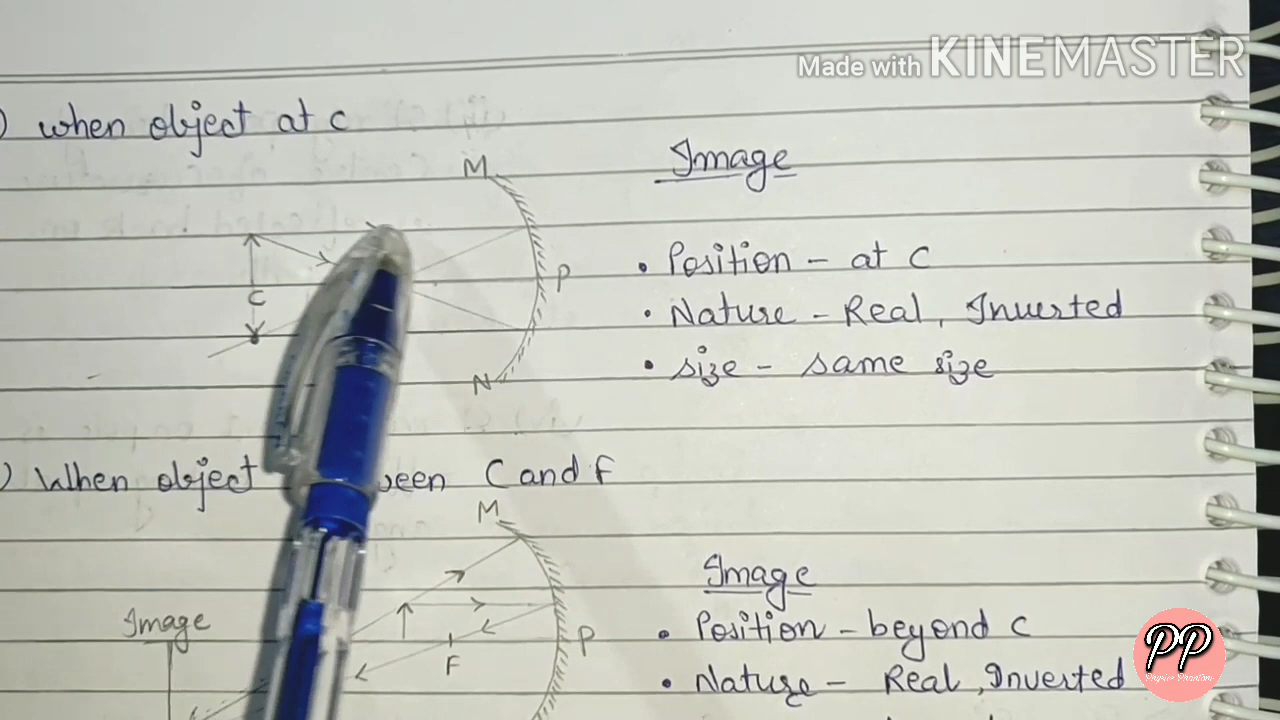 Made with KINEMASTER
) when object at c
M
Image
C
P
• Position - at C
• Nature - Real, Inverted
• size - same size
N
) When object C and F
M
Image
Image
F
P
• Position - beyond c
• Nature - Real, Inverted
PP